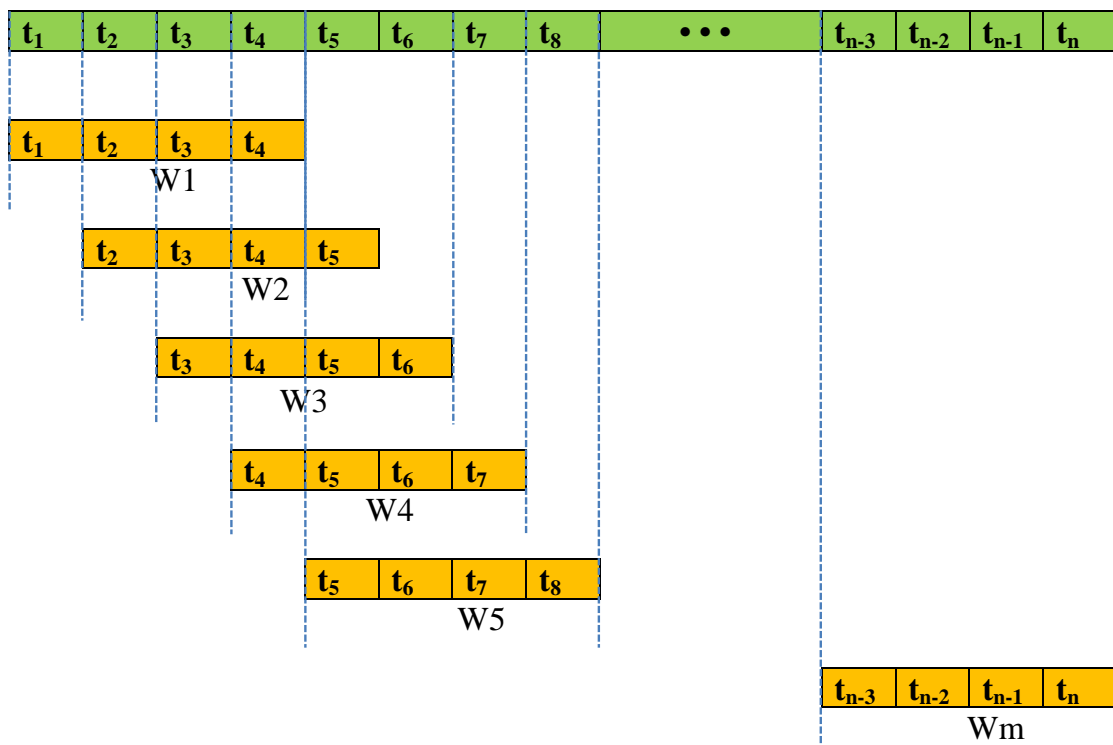 t₁ t₂ t₃ t₄ t₅ t₆ t₇ t₈ • • • tₙ₋₃ tₙ₋₂ tₙ₋₁ tₙ
t₁ t₂ t₃ t₄
W1
t₂ t₃ t₄ t₅
W2
t₃ t₄ t₅ t₆
W3
t₄ t₅ t₆ t₇
W4
t₅ t₆ t₇ t₈
W5
tₙ₋₃ tₙ₋₂ tₙ₋₁ tₙ
Wm